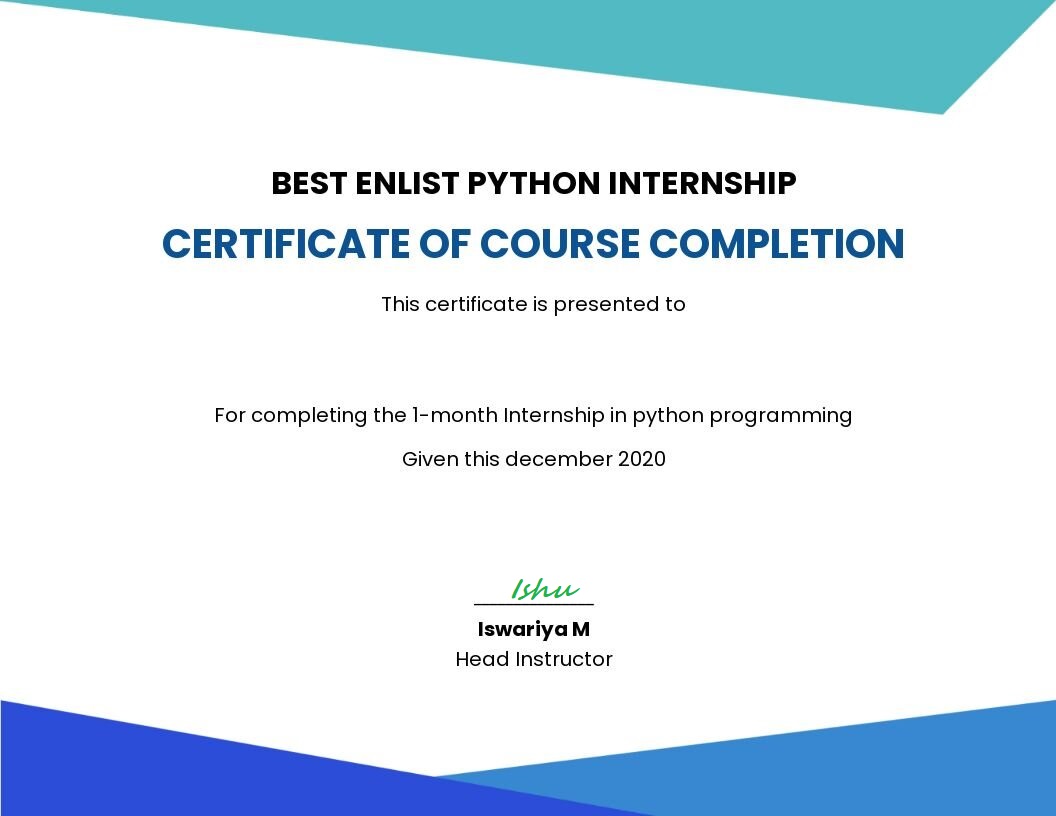 BEST ENLIST PYTHON INTERNSHIP
CERTIFICATE OF COURSE COMPLETION
This certificate is presented to
For completing the 1-month Internship in python programming
Given this december 2020
Ishu
Iswariya M
Head Instructor